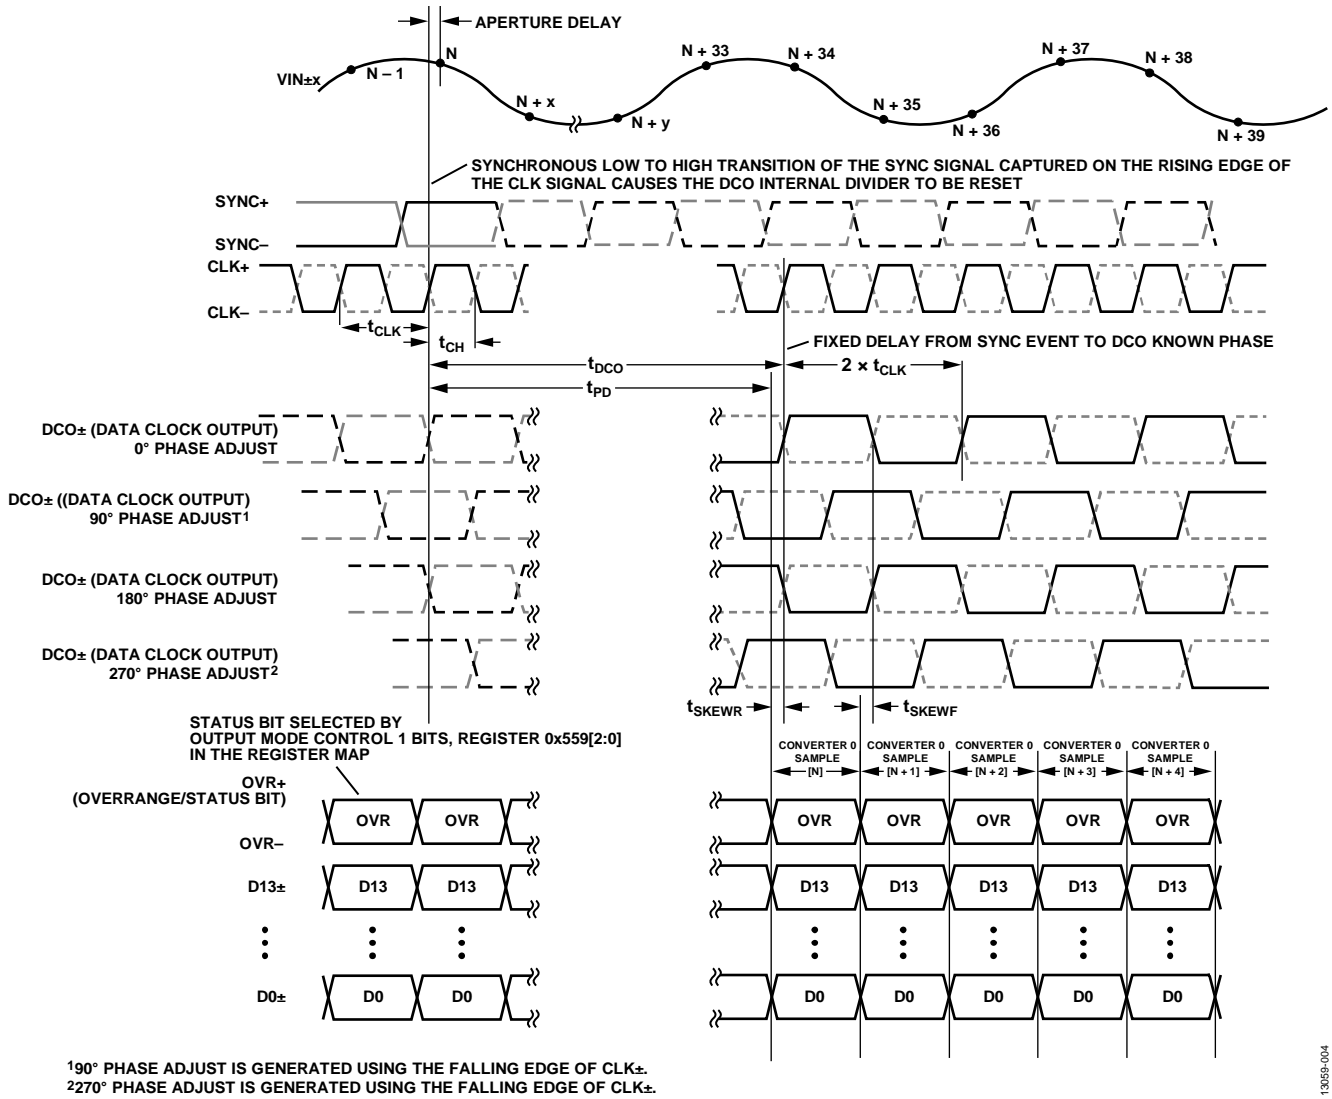 APERTURE DELAY
VIN±x
N – 1
N
N + x
N + y
N + 33
N + 34
N + 35
N + 36
N + 37
N + 38
N + 39
SYNCHRONOUS LOW TO HIGH TRANSITION OF THE SYNC SIGNAL CAPTURED ON THE RISING EDGE OF
THE CLK SIGNAL CAUSES THE DCO INTERNAL DIVIDER TO BE RESET
SYNC+
SYNC–
CLK+
CLK–
tCLK
tCH
FIXED DELAY FROM SYNC EVENT TO DCO KNOWN PHASE
tDCO
2 × tCLK
tPD
DCO± (DATA CLOCK OUTPUT)
0° PHASE ADJUST
DCO± ((DATA CLOCK OUTPUT)
90° PHASE ADJUST1
DCO± (DATA CLOCK OUTPUT)
180° PHASE ADJUST
DCO± (DATA CLOCK OUTPUT)
270° PHASE ADJUST2
tSKEWR
tSKEWF
STATUS BIT SELECTED BY
OUTPUT MODE CONTROL 1 BITS, REGISTER 0x559[2:0]
IN THE REGISTER MAP
CONVERTER 0
SAMPLE
[N]
CONVERTER 0
SAMPLE
[N + 1]
CONVERTER 0
SAMPLE
[N + 2]
CONVERTER 0
SAMPLE
[N + 3]
CONVERTER 0
SAMPLE
[N + 4]
OVR+
(OVERRANGE/STATUS BIT)
OVR–
OVR OVR OVR OVR OVR OVR OVR
D13± D13 D13 D13 D13 D13 D13 D13
D0± D0 D0 D0 D0 D0 D0 D0
190° PHASE ADJUST IS GENERATED USING THE FALLING EDGE OF CLK±.
2270° PHASE ADJUST IS GENERATED USING THE FALLING EDGE OF CLK±.
13059-004